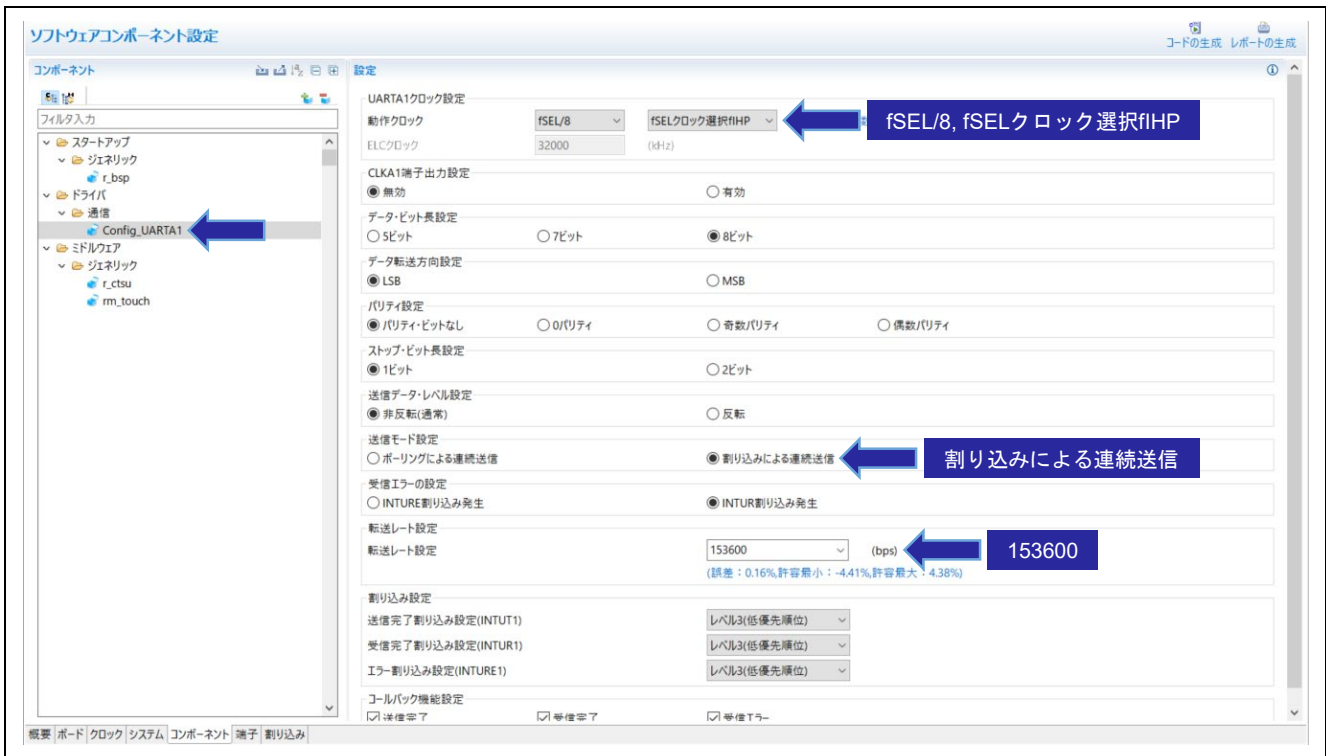 ソフトウェアコンポーネント設定
コードの生成 レポートの生成
コンポーネント
フィルタ入力
スタートアップ
ジェネリック
r_bsp
ドライバ
通信
Config_UARTA1
ミドルウェア
ジェネリック
r_ctsu
rm_touch
設定
UARTA1クロック設定
動作クロック fSEL/8 fSELクロック選択fIHP fSEL/8, fSELクロック選択fIHP
ELCクロック 32000 (kHz)
CLKA1端子出力設定
無効 有効
データ・ビット長設定
5ビット 7ビット 8ビット
データ転送方向設定
LSB MSB
パリティ設定
パリティ・ビットなし 0パリティ 奇数パリティ 偶数パリティ
ストップ・ビット長設定
1ビット 2ビット
送信データ・レベル設定
非反転(通常) 反転
送信モード設定
ポーリングによる連続送信 割り込みによる連続送信 割り込みによる連続送信
受信エラーの設定
INTURE割り込み発生 INTUR割り込み発生
転送レート設定
転送レート設定 153600 (bps) 153600
(誤差：0.16%,許容最小：-4.41%,許容最大：4.38%)
割り込み設定
送信完了割り込み設定(INTUT1) レベル3(低優先順位)
受信完了割り込み設定(INTUR1) レベル3(低優先順位)
エラー割り込み設定(INTURE1) レベル3(低優先順位)
コールバック機能設定
送信完了 受信完了 受信エラー
概要 ボード クロック システム コンポーネント 端子 割り込み